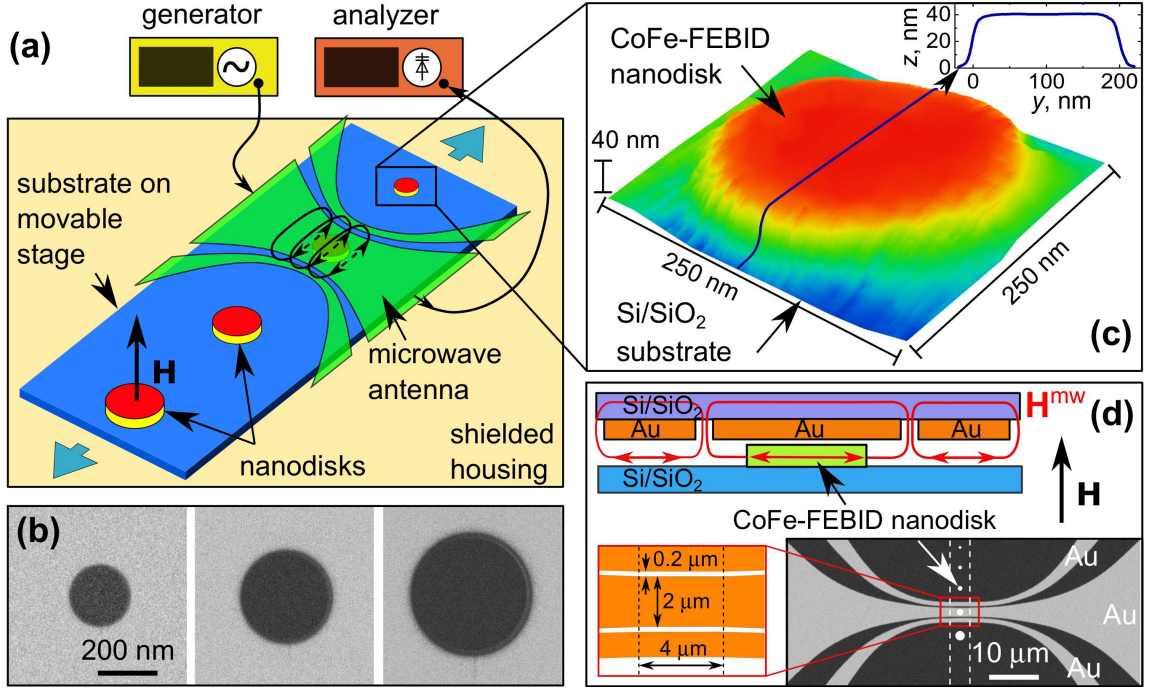 (a)
generator
analyzer
substrate on
movable
stage
H
microwave
antenna
shielded
housing
nanodisks
(b)
200 nm
CoFe-FEBID
nanodisk
40 nm
z, nm
40
20
0
0
100
200
y, nm
250 nm
250 nm
Si/SiO₂
substrate
(c)
(d)
Si/SiO₂
Hᵐʷ
Au
Au
Au
Si/SiO₂
H
CoFe-FEBID nanodisk
0.2 μm
2 μm
4 μm
Au
Au
Au
10 μm